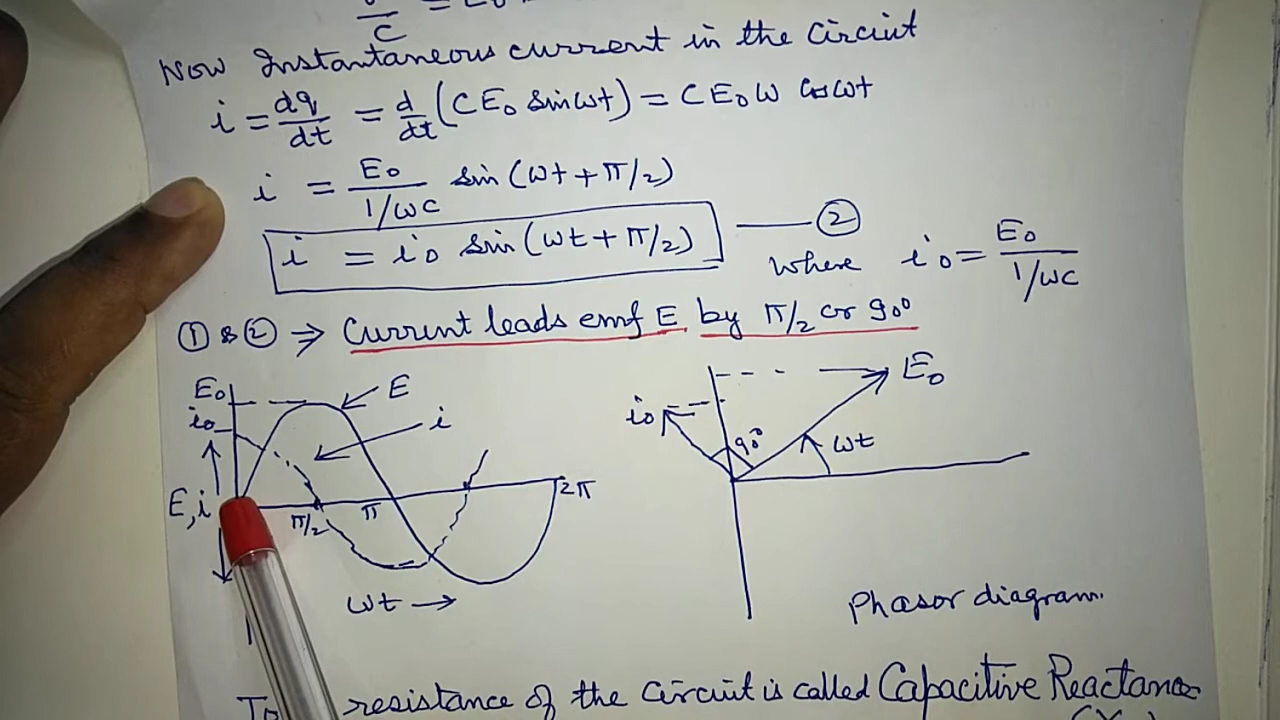 C
Now Instantaneous current in the Circuit
i = dq/dt = d/dt (CE₀ sinωt) = CE₀ω cosωt
i = E₀/(1/ωC) sin(ωt + π/2)
i = i₀ sin(ωt + π/2) —— ② where i₀ = E₀/(1/ωC)
① & ② ⇒ Current leads emf E by π/2 or 90°
E₀ E
i₀ i
E, i π/2 π 2π
ωt →
E₀
i₀ 90° ωt
Phasor diagram.
resistance of the Circuit is called Capacitive Reactance